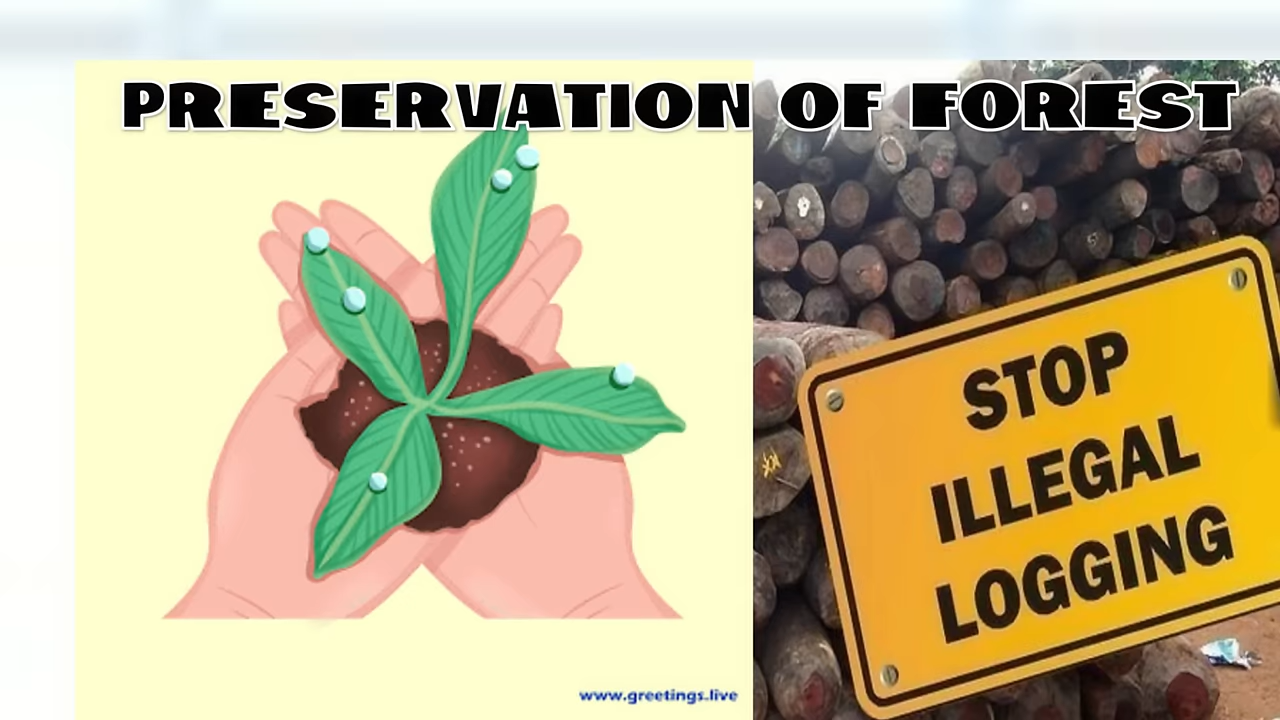 PRESERVATION OF FOREST
STOP
ILLEGAL
LOGGING
www.greetings.live